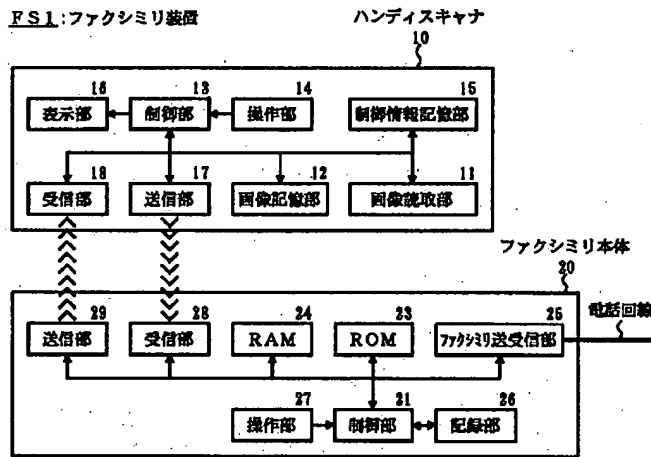 FS1:ファクシミリ装置
ハンディスキャナ
10
16 13 14 15
表示部 制御部 操作部 制御情報記憶部
18 17 12 11
受信部 送信部 画像記憶部 画像読取部
ファクシミリ本体
20
29 28 24 23 25
電話回線
送信部 受信部 RAM ROM ファクシミリ送受信部
27 21 26
操作部 制御部 記録部